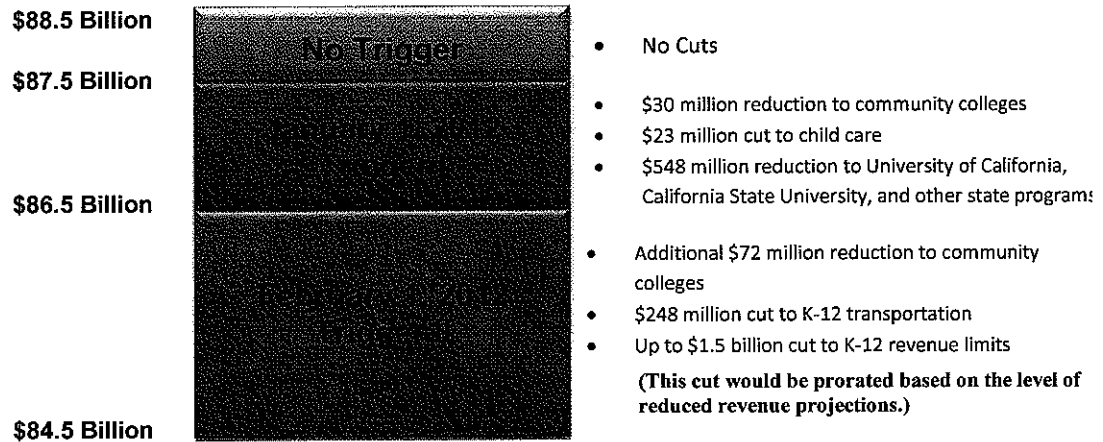 $88.5 Billion
No Trigger
• No Cuts
$87.5 Billion
• $30 million reduction to community colleges
• $23 million cut to child care
• $548 million reduction to University of California,
California State University, and other state programs
$86.5 Billion
• Additional $72 million reduction to community
colleges
• $248 million cut to K-12 transportation
• Up to $1.5 billion cut to K-12 revenue limits
(This cut would be prorated based on the level of
reduced revenue projections.)
$84.5 Billion